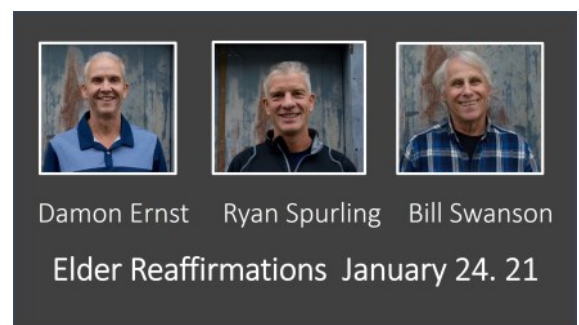 Damon Ernst Ryan Spurling Bill Swanson
Elder Reaffirmations January 24. 21